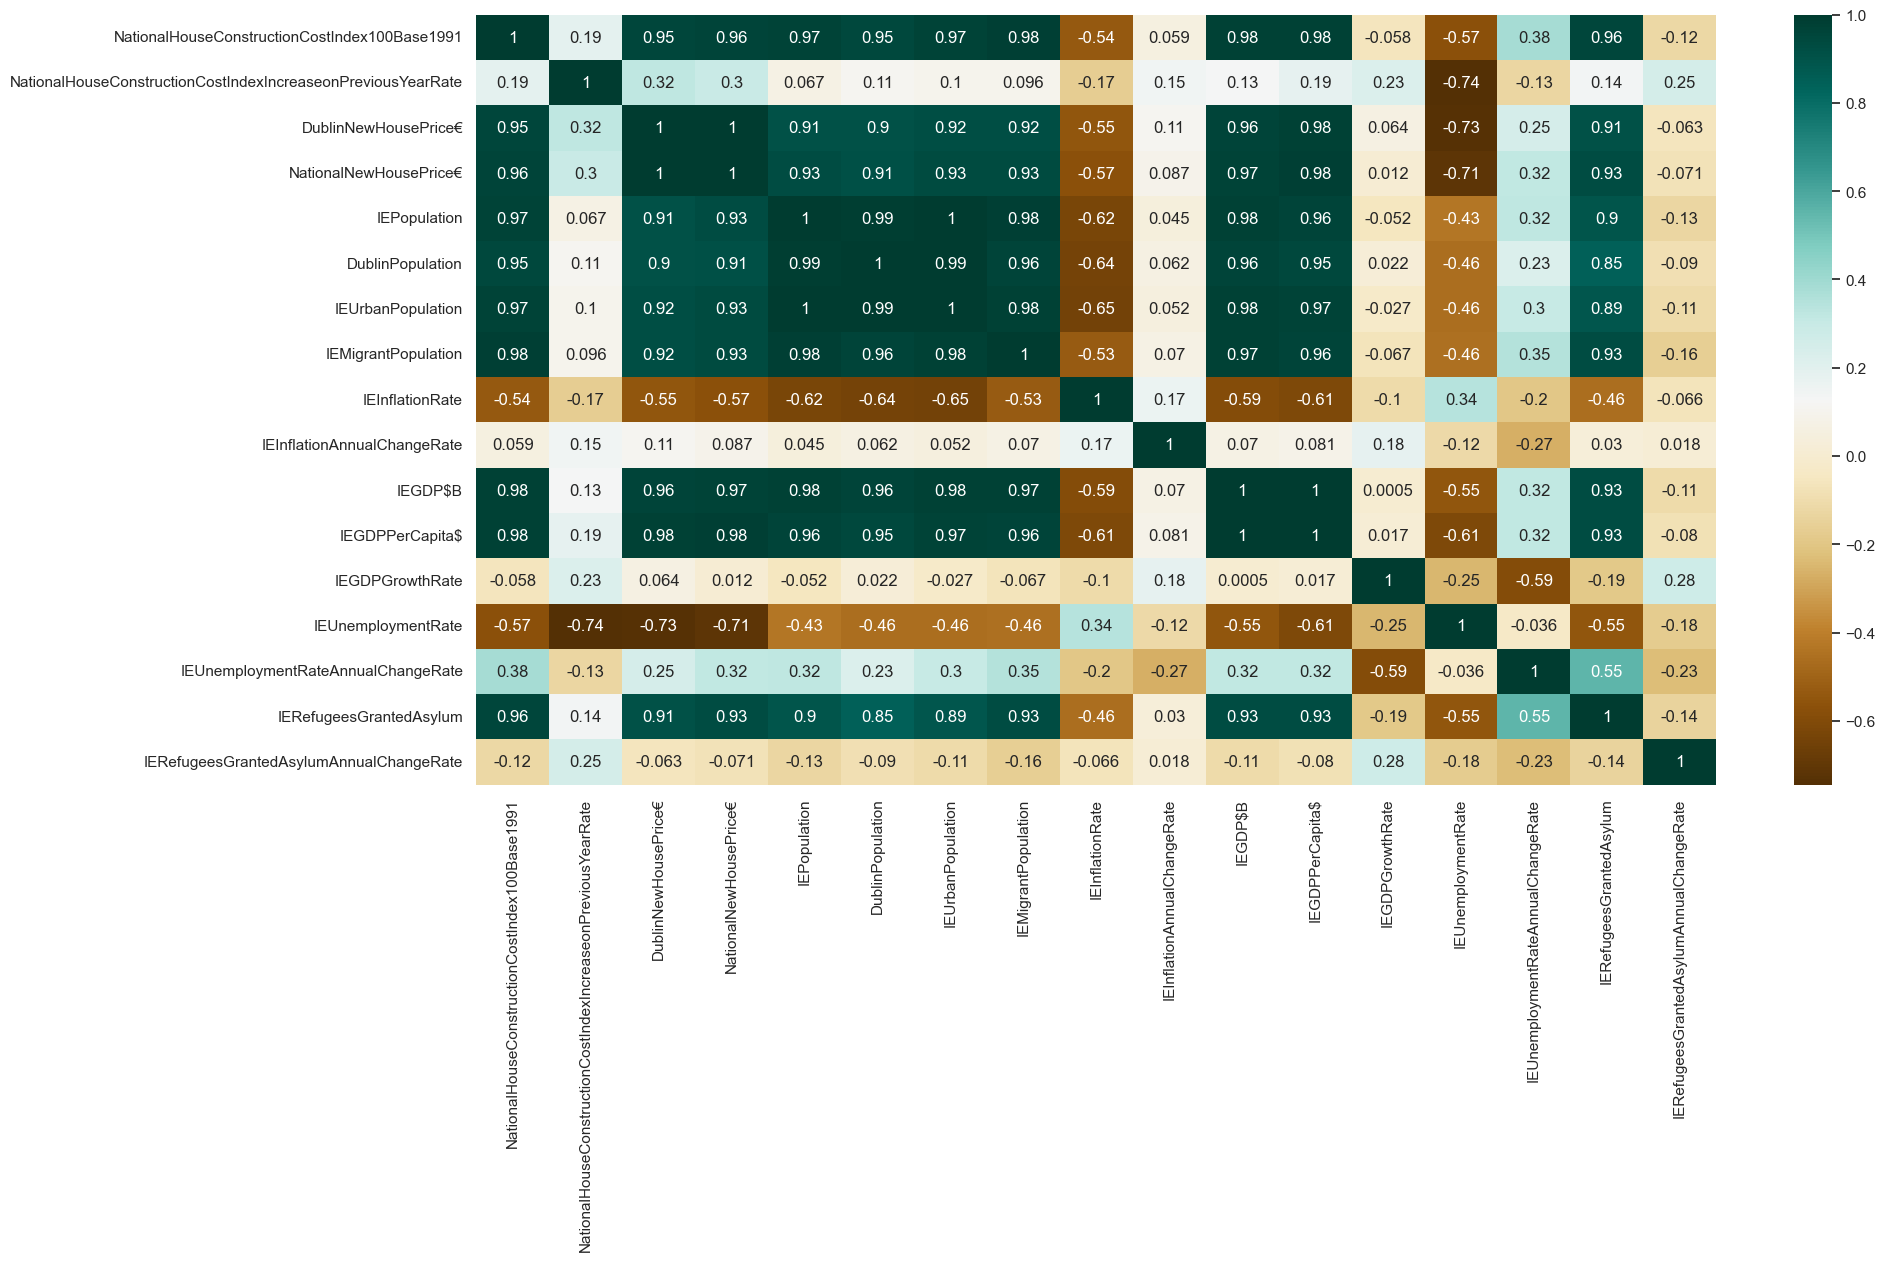 NationalHouseConstructionCostIndex100Base1991 1 0.19 0.95 0.96 0.97 0.95 0.97 0.98 -0.54 0.059 0.98 0.98 -0.058 -0.57 0.38 0.96 -0.12
NationalHouseConstructionCostIndexIncreaseonPreviousYearRate 0.19 1 0.32 0.3 0.067 0.11 0.1 0.096 -0.17 0.15 0.13 0.19 0.23 -0.74 -0.13 0.14 0.25
DublinNewHousePrice€ 0.95 0.32 1 1 0.91 0.9 0.92 0.92 -0.55 0.11 0.96 0.98 0.064 -0.73 0.25 0.91 -0.063
NationalNewHousePrice€ 0.96 0.3 1 1 0.93 0.91 0.93 0.93 -0.57 0.087 0.97 0.98 0.012 -0.71 0.32 0.93 -0.071
IEPopulation 0.97 0.067 0.91 0.93 1 0.99 1 0.98 -0.62 0.045 0.98 0.96 -0.052 -0.43 0.32 0.9 -0.13
DublinPopulation 0.95 0.11 0.9 0.91 0.99 1 0.99 0.96 -0.64 0.062 0.96 0.95 0.022 -0.46 0.23 0.85 -0.09
IEUrbanPopulation 0.97 0.1 0.92 0.93 1 0.99 1 0.98 -0.65 0.052 0.98 0.97 -0.027 -0.46 0.3 0.89 -0.11
IEMigrantPopulation 0.98 0.096 0.92 0.93 0.98 0.96 0.98 1 -0.53 0.07 0.97 0.96 -0.067 -0.46 0.35 0.93 -0.16
IEInflationRate -0.54 -0.17 -0.55 -0.57 -0.62 -0.64 -0.65 -0.53 1 0.17 -0.59 -0.61 -0.1 0.34 -0.2 -0.46 -0.066
IEInflationAnnualChangeRate 0.059 0.15 0.11 0.087 0.045 0.062 0.052 0.07 0.17 1 0.07 0.081 0.18 -0.12 -0.27 0.03 0.018
IEGDP$B 0.98 0.13 0.96 0.97 0.98 0.96 0.98 0.97 -0.59 0.07 1 1 0.0005 -0.55 0.32 0.93 -0.11
IEGDPPerCapita$ 0.98 0.19 0.98 0.98 0.96 0.95 0.97 0.96 -0.61 0.081 1 1 0.017 -0.61 0.32 0.93 -0.08
IEGDPGrowthRate -0.058 0.23 0.064 0.012 -0.052 0.022 -0.027 -0.067 -0.1 0.18 0.0005 0.017 1 -0.25 -0.59 -0.19 0.28
IEUnemploymentRate -0.57 -0.74 -0.73 -0.71 -0.43 -0.46 -0.46 -0.46 0.34 -0.12 -0.55 -0.61 -0.25 1 -0.036 -0.55 -0.18
IEUnemploymentRateAnnualChangeRate 0.38 -0.13 0.25 0.32 0.32 0.23 0.3 0.35 -0.2 -0.27 0.32 0.32 -0.59 -0.036 1 0.55 -0.23
IERefugeesGrantedAsylum 0.96 0.14 0.91 0.93 0.9 0.85 0.89 0.93 -0.46 0.03 0.93 0.93 -0.19 -0.55 0.55 1 -0.14
IERefugeesGrantedAsylumAnnualChangeRate -0.12 0.25 -0.063 -0.071 -0.13 -0.09 -0.11 -0.16 -0.066 0.018 -0.11 -0.08 0.28 -0.18 -0.23 -0.14 1
NationalHouseConstructionCostIndex100Base1991
NationalHouseConstructionCostIndexIncreaseonPreviousYearRate
DublinNewHousePrice€
NationalNewHousePrice€
IEPopulation
DublinPopulation
IEUrbanPopulation
IEMigrantPopulation
IEInflationRate
IEInflationAnnualChangeRate
IEGDP$B
IEGDPPerCapita$
IEGDPGrowthRate
IEUnemploymentRate
IEUnemploymentRateAnnualChangeRate
IERefugeesGrantedAsylum
IERefugeesGrantedAsylumAnnualChangeRate
1.0
0.8
0.6
0.4
0.2
0.0
−0.2
−0.4
−0.6